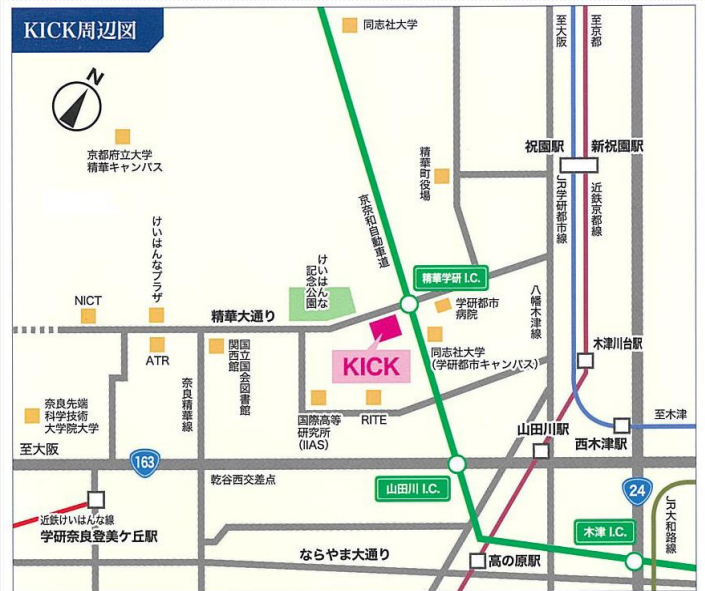 KICK周辺図
N
同志社大学
至大阪
至京都
京都府立大学
精華キャンパス
精華町役場
祝園駅
新祝園駅
JR学研都市線
近鉄京都線
京奈和自動車道
けいはんなプラザ
けいはんな
記念公園
精華学研 I.C.
NICT
精華大通り
学研都市
病院
八幡木津線
ATR
国立国会図書館
関西館
KICK
同志社大学
(学研都市キャンパス)
木津川台駅
奈良精華線
奈良先端
科学技術
大学院大学
国際高等
研究所
(IIAS)
RITE
至木津
山田川駅
西木津駅
至大阪
163
乾谷西交差点
山田川 I.C.
24
近鉄けいはんな線
学研奈良登美ケ丘駅
ならやま大通り
木津 I.C.
JR大和路線
高の原駅